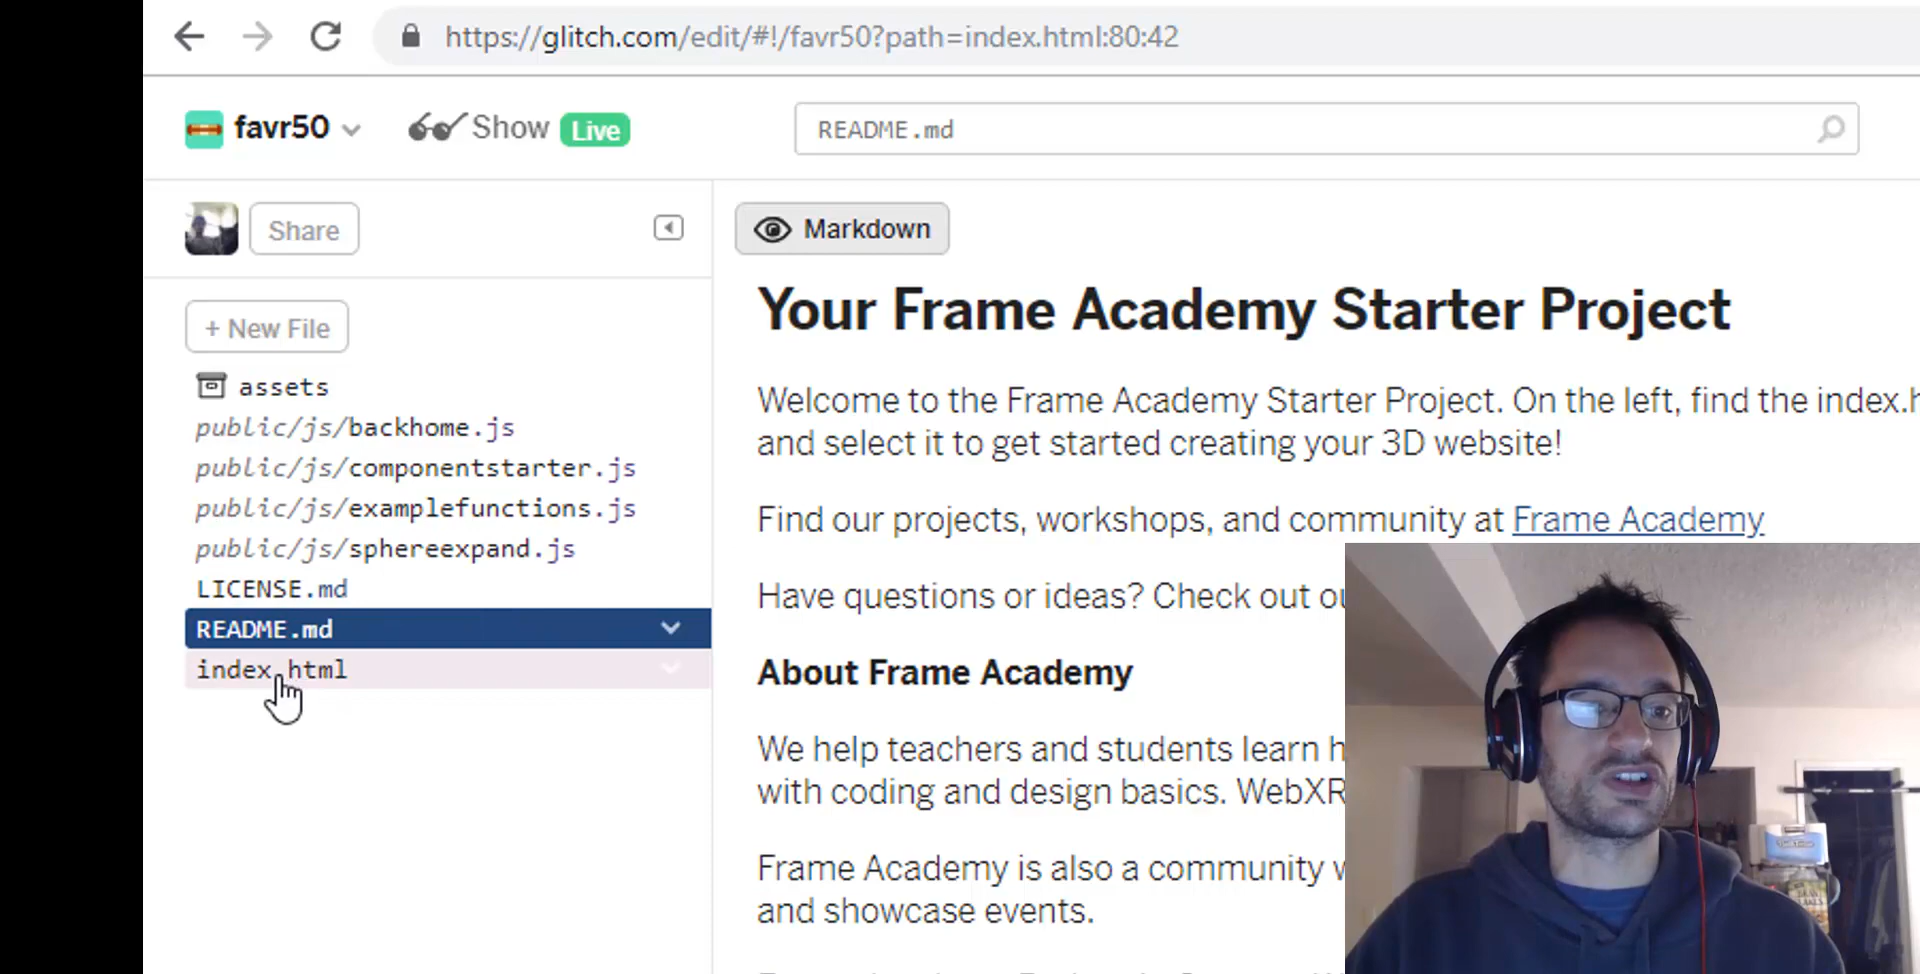 https://glitch.com/edit/#!/favr50?path=index.html:80:42
favr50 Show Live
README.md
Share
Markdown
+ New File
Your Frame Academy Starter Project
assets
public/js/backhome.js
public/js/componentstarter.js
public/js/examplefunctions.js
public/js/sphereexpand.js
LICENSE.md
README.md
index.html
Welcome to the Frame Academy Starter Project. On the left, find the index.h
and select it to get started creating your 3D website!
Find our projects, workshops, and community at Frame Academy
Have questions or ideas? Check out ou
About Frame Academy
We help teachers and students learn h
with coding and design basics. WebXR
Frame Academy is also a community w
and showcase events.